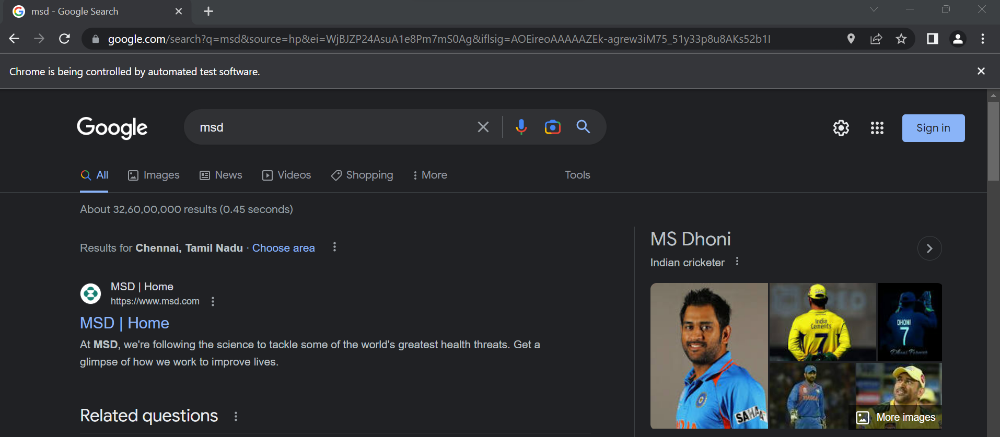 msd - Google Search
google.com/search?q=msd&source=hp&ei=WjBJZP24AsuA1e8Pm7mS0Ag&iflsig=AOEireoAAAAAZEk-agrew3iM75_51y33p8u8AKs52b1I
Chrome is being controlled by automated test software.
Google
msd
Sign in
All Images News Videos Shopping More Tools
About 32,60,00,000 results (0.45 seconds)
Results for Chennai, Tamil Nadu · Choose area
MSD | Home
https://www.msd.com
MSD | Home
At MSD, we're following the science to tackle some of the world's greatest health threats. Get a
glimpse of how we work to improve lives.
Related questions
MS Dhoni
Indian cricketer
India
Cements
7
DHONI
7
Dhoni Forever
SAHARA
More images